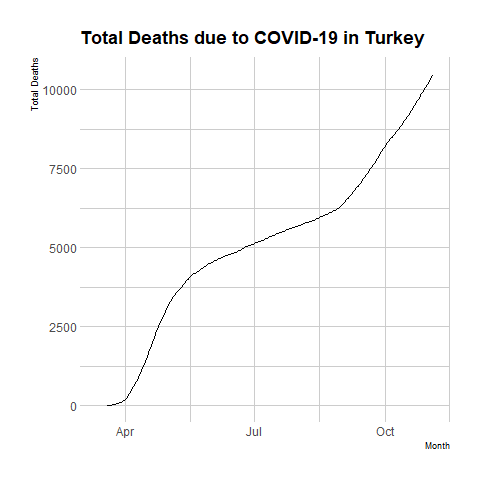 Total Deaths due to COVID-19 in Turkey
Total Deaths
10000
7500
5000
2500
0
Apr Jul Oct
Month